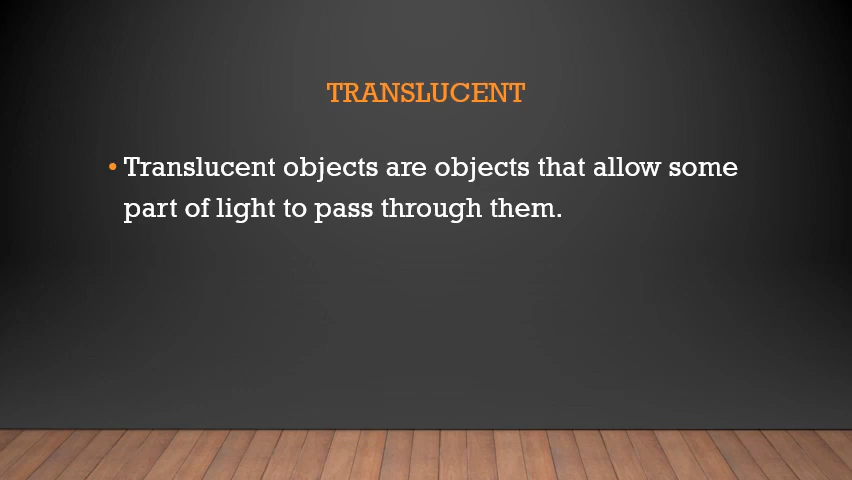 TRANSLUCENT
• Translucent objects are objects that allow some
part of light to pass through them.